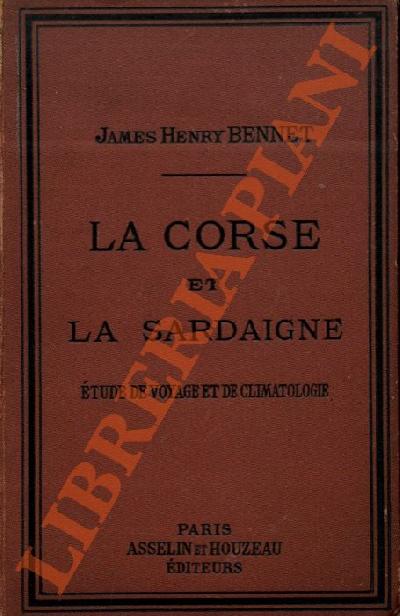 JAMES HENRY BENNET
LA CORSE
ET
LA SARDAIGNE
ÉTUDE DE VOYAGE ET DE CLIMATOLOGIE
PARIS
ASSELIN ET HOUZEAU
ÉDITEURS
LIBRERIA PIANI